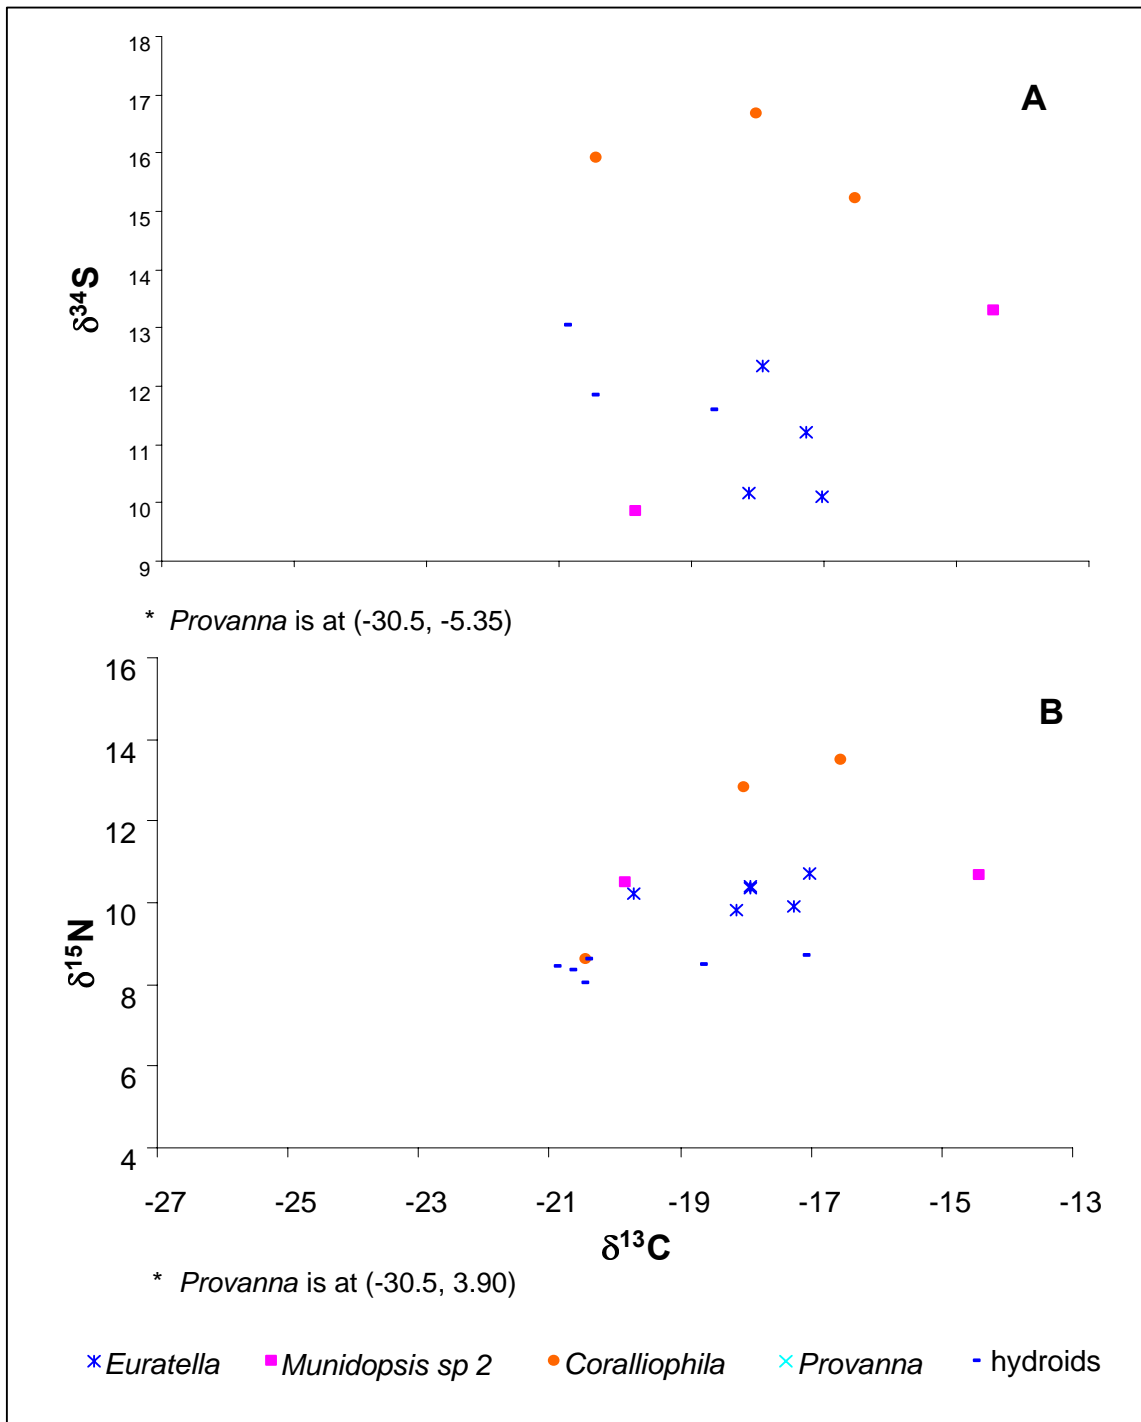 18
A
17
16
15
14
δ34S
13
12
11
10
9
* Provanna is at (-30.5, -5.35)
16
B
14
12
10
δ15N
8
6
4
-27 -25 -23 -21 -19 -17 -15 -13
δ13C
* Provanna is at (-30.5, 3.90)
Euratella Munidopsis sp 2 Coralliophila Provanna hydroids